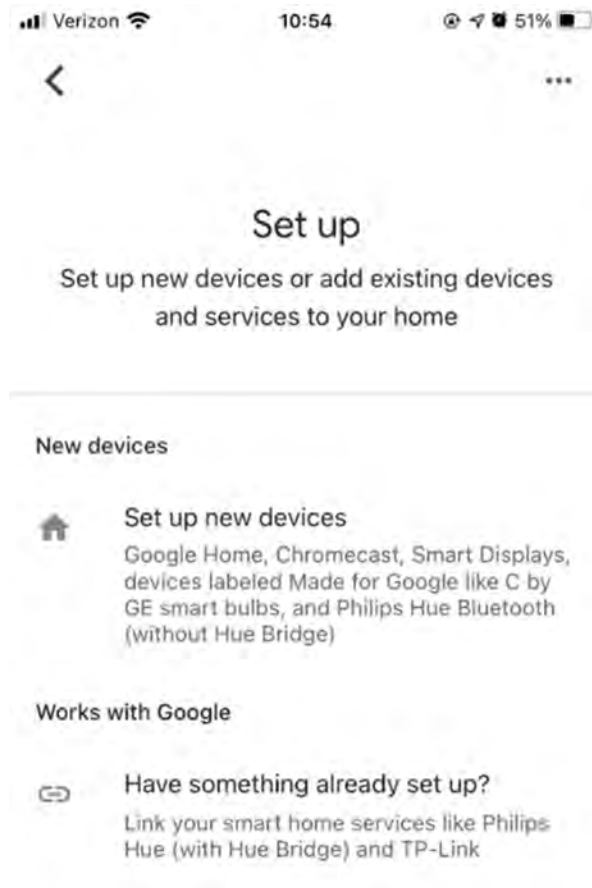 Verizon 10:54 51%
Set up
Set up new devices or add existing devices
and services to your home
New devices
Set up new devices
Google Home, Chromecast, Smart Displays,
devices labeled Made for Google like C by
GE smart bulbs, and Philips Hue Bluetooth
(without Hue Bridge)
Works with Google
Have something already set up?
Link your smart home services like Philips
Hue (with Hue Bridge) and TP-Link